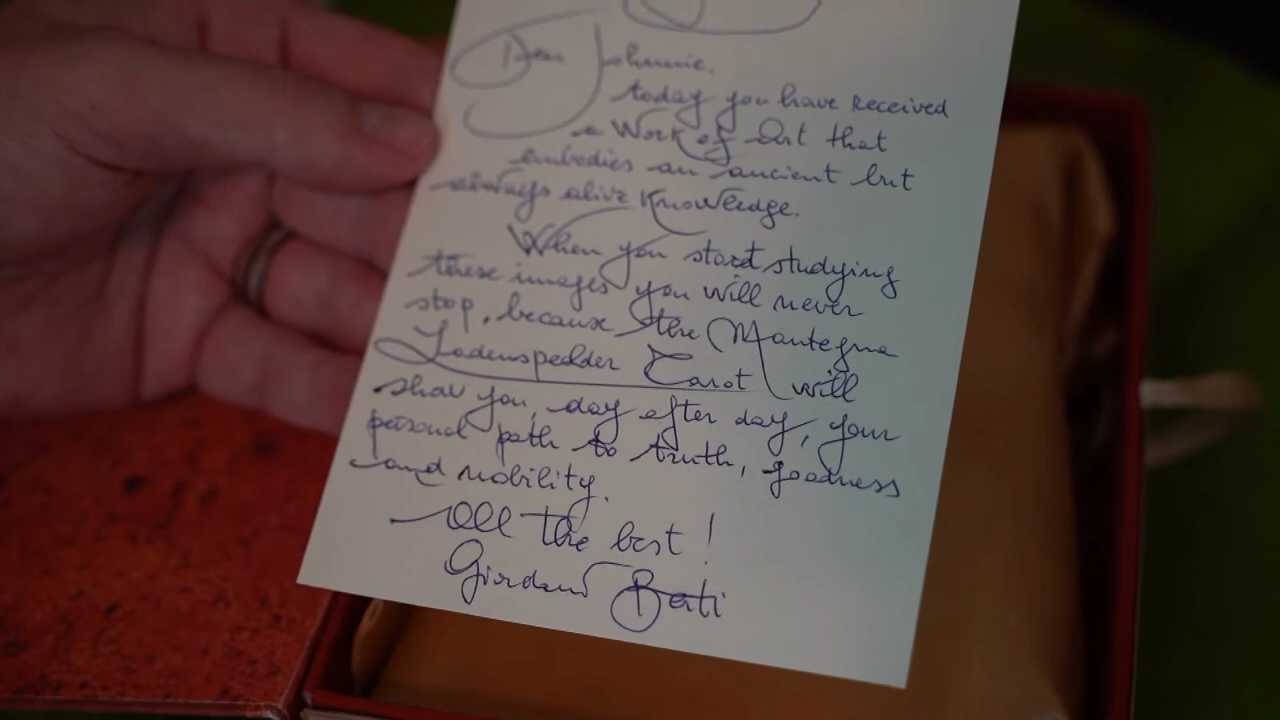 Dear Johnnie,
today you have received
a Work of Art that
embodies an ancient but
always alive Knowledge.
When you start studying
these images you will never
stop, because the Mantegna
Ladenspelder Tarot will
show you, day after day, your
personal path to truth, goodness
and nobility.
All the best!
Giordano Berti